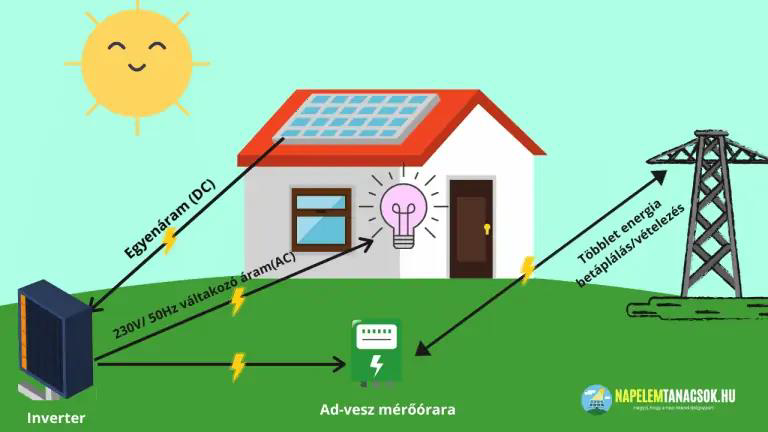 Egyenáram (DC)
230V/ 50Hz váltakozó áram(AC)
Többlet energia
betáplálás/vételezés
Inverter
Ad-vesz mérőórara
NAPELEMTANACSOK.HU